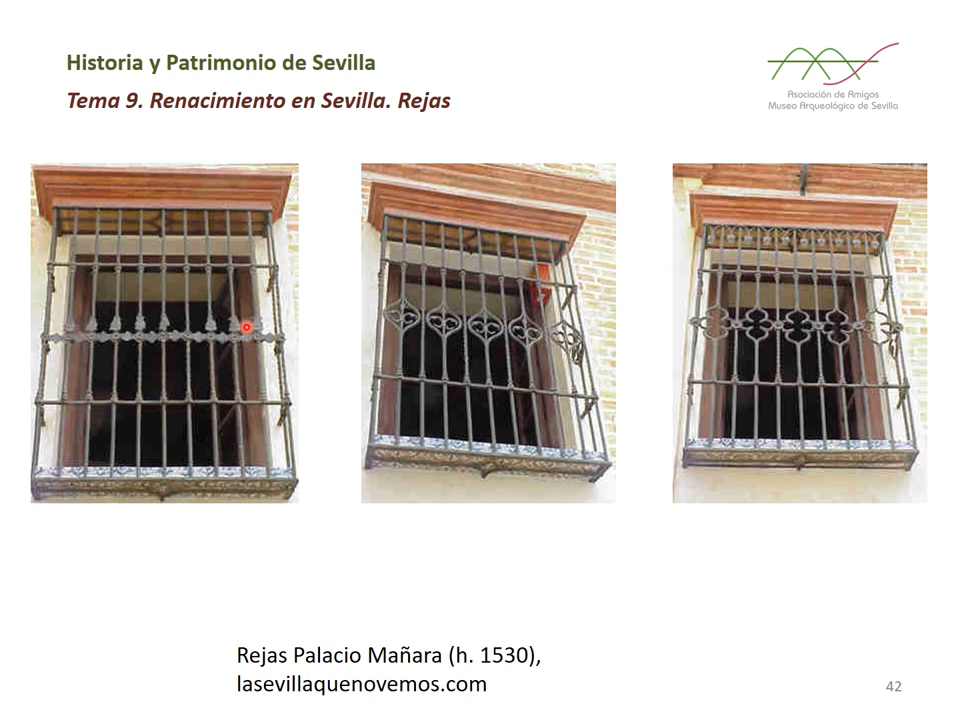 Historia y Patrimonio de Sevilla
Tema 9. Renacimiento en Sevilla. Rejas
Asociación de Amigos
Museo Arqueológico de Sevilla
Rejas Palacio Mañara (h. 1530),
lasevillaquenovemos.com
42